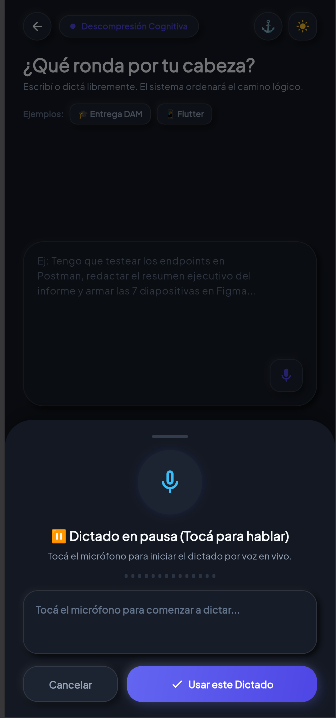 Descompresión Cognitiva
¿Qué ronda por tu cabeza?
Escribí o dictá libremente. El sistema ordenará el camino lógico.
Ejemplos: 🎓 Entrega DAM 📱 Flutter
Ej: Tengo que testear los endpoints en
Postman, redactar el resumen ejecutivo del
informe y armar las 7 diapositivas en Figma...
⏸️ Dictado en pausa (Tocá para hablar)
Tocá el micrófono para iniciar el dictado por voz en vivo.
Tocá el micrófono para comenzar a dictar...
Cancelar
Usar este Dictado